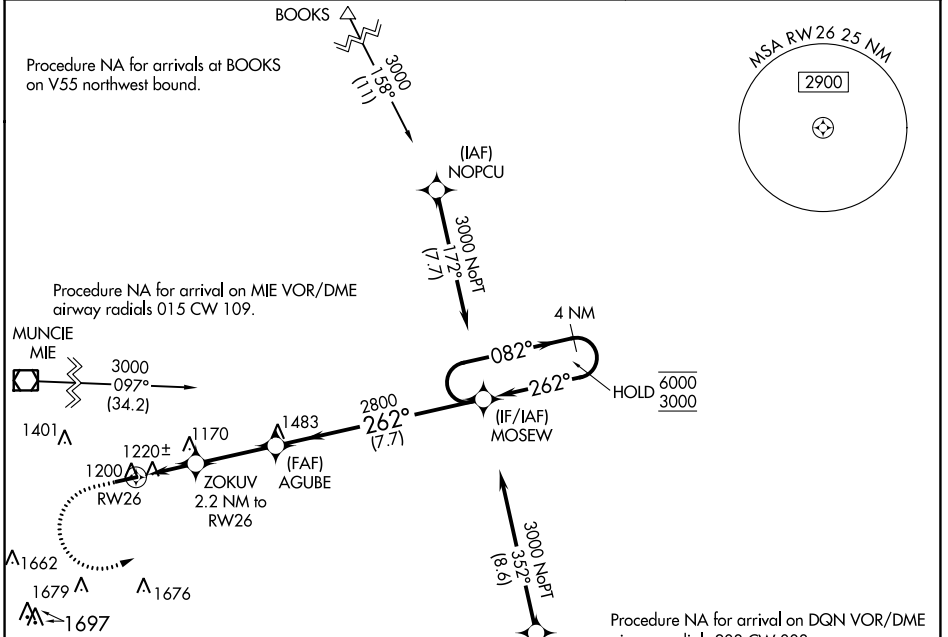 BOOKS
Procedure NA for arrivals at BOOKS
on V55 northwest bound.
3000
158°
(11)
MSA RW26 25 NM
2900
(IAF)
NOPCU
3000 NoPT
172°
(7.7)
Procedure NA for arrival on MIE VOR/DME
airway radials 015 CW 109.
MUNCIE
MIE
3000
097°
(34.2)
4 NM
082°
262°
HOLD 6000
3000
(IF/IAF)
MOSEW
2800
262°
(7.7)
1401
1483
1170
1220±
1200
(FAF)
AGUBE
ZOKUV
2.2 NM to
RW26
RW26
3000 NoPT
352°
(8.6)
1662
1679
1676
1697
Procedure NA for arrival on DQN VOR/DME